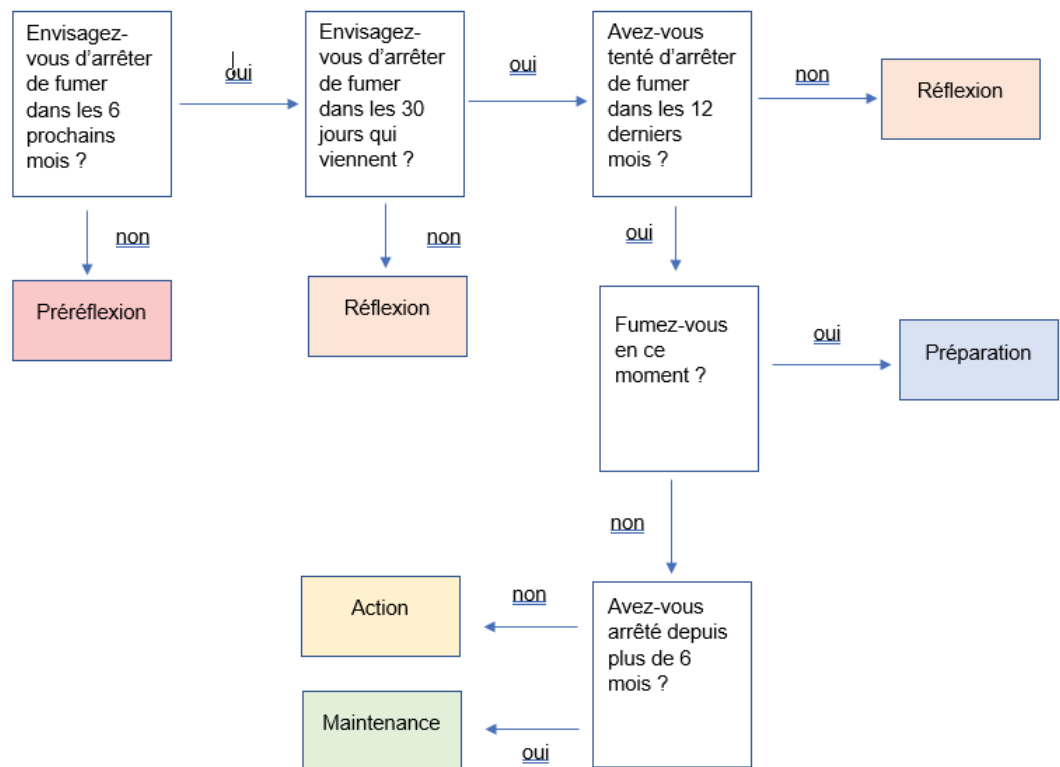 Envisagez-
vous d’arrêter
de fumer
dans les 6
prochains
mois ?
oui
Envisagez-
vous d’arrêter
de fumer
dans les 30
jours qui
viennent ?
oui
Avez-vous
tenté d’arrêter
de fumer
dans les 12
derniers
mois ?
non
Réflexion
non
Préréflexion
non
Réflexion
oui
Fumez-vous
en ce
moment ?
oui
Préparation
non
Avez-vous
arrêté depuis
plus de 6
mois ?
non
Action
oui
Maintenance